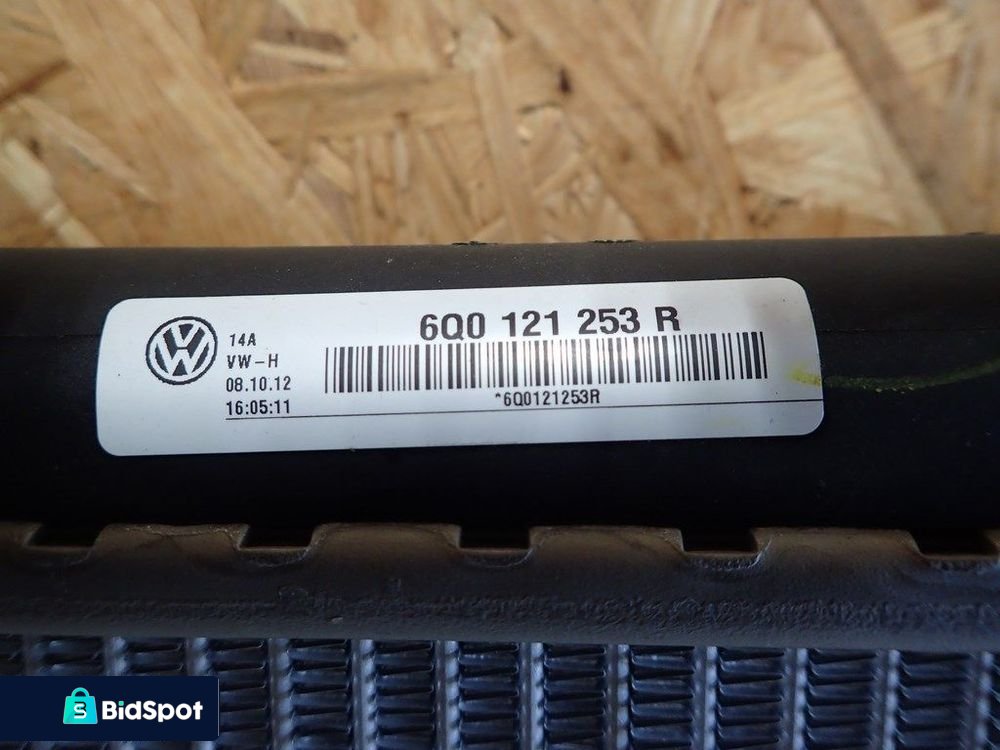 6Q0 121 253 R
14A
VW-H
08.10.12
16:05:11
*6Q0121253R
BidSpot